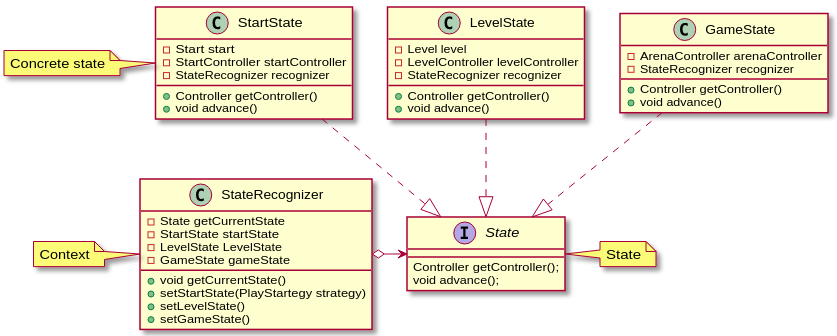 Concrete state
C StartState
Start start
StartController startController
StateRecognizer recognizer
Controller getController()
void advance()
C LevelState
Level level
LevelController levelController
StateRecognizer recognizer
Controller getController()
void advance()
C GameState
ArenaController arenaController
StateRecognizer recognizer
Controller getController()
void advance()
Context
C StateRecognizer
State getCurrentState
StartState startState
LevelState LevelState
GameState gameState
void getCurrentState()
setStartState(PlayStartegy strategy)
setLevelState()
setGameState()
I State
Controller getController();
void advance();
State